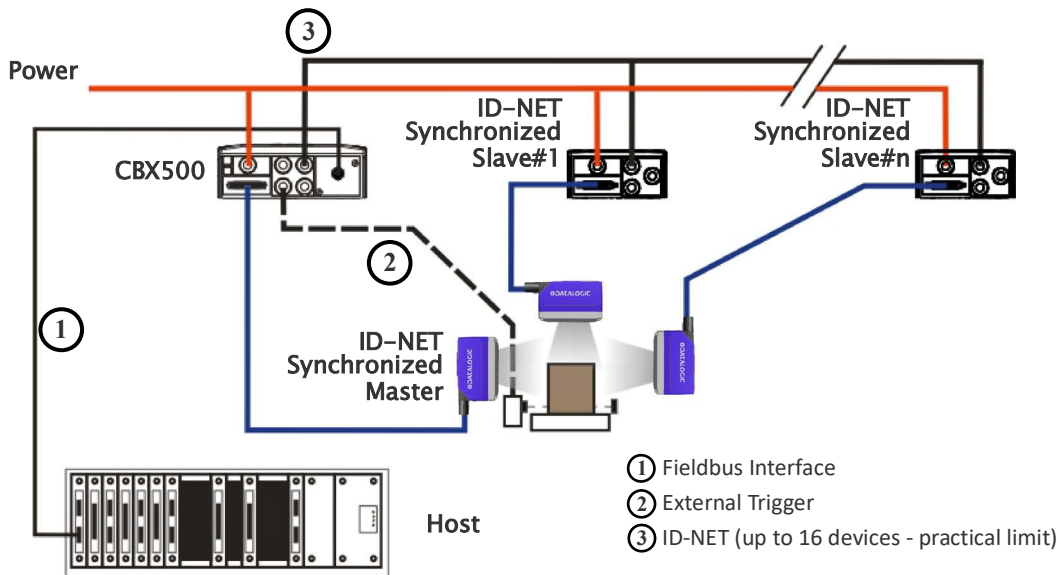 3
Power
ID–NET
Synchronized
Slave#1
ID–NET
Synchronized
Slave#n
CBX500
2
1
DATALOGIC
ID–NET
Synchronized
Master
DATALOGIC
DATALOGIC
Host
1 Fieldbus Interface
2 External Trigger
3 ID-NET (up to 16 devices - practical limit)